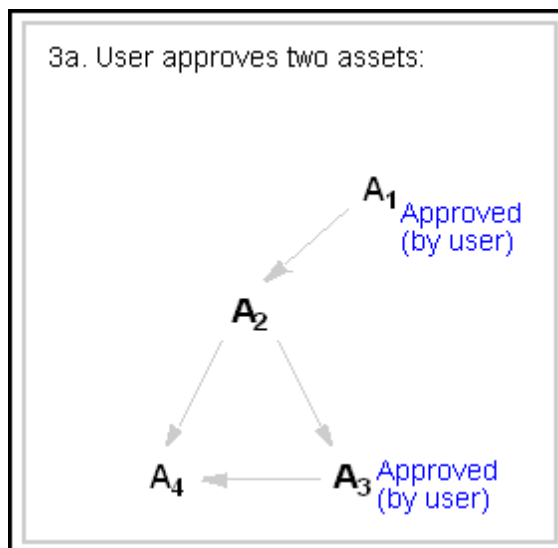 3a. User approves two assets:
A1 Approved
(by user)
A2
A4
A3 Approved
(by user)